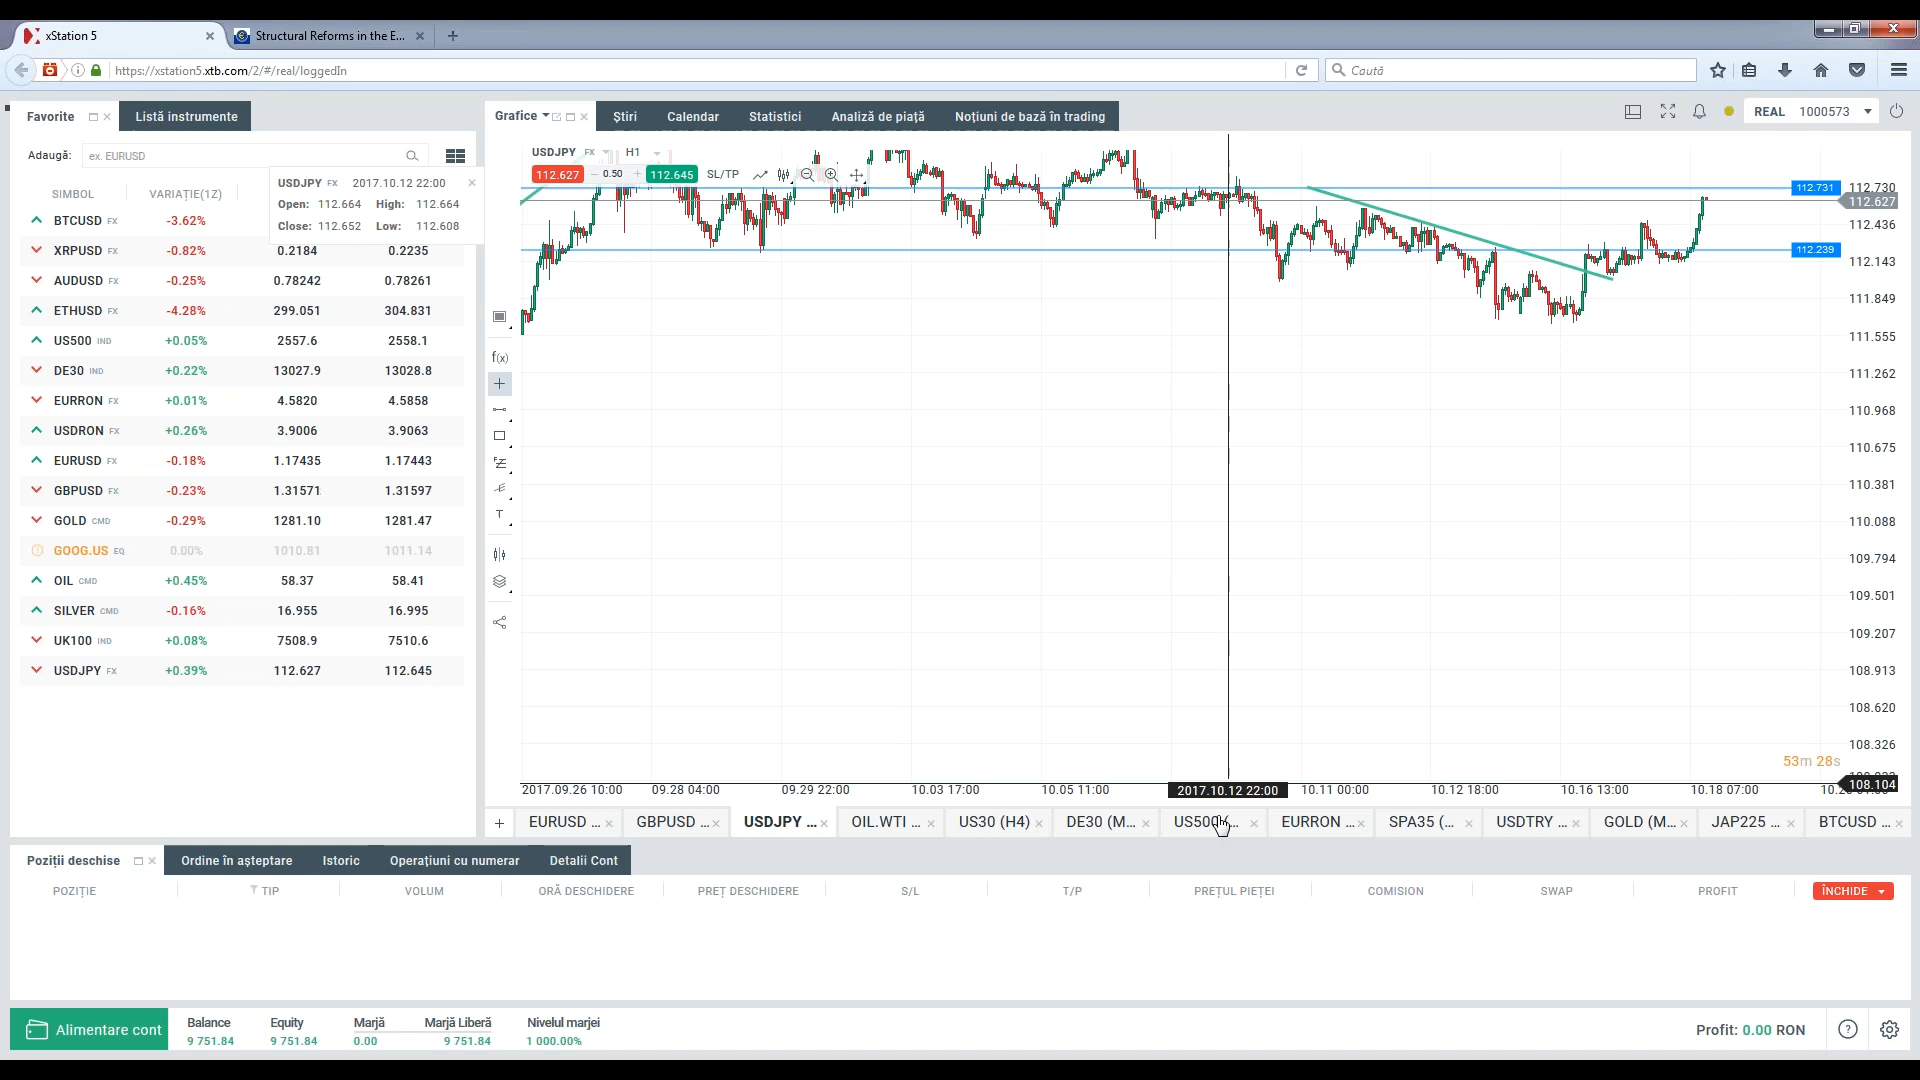 xStation 5
Structural Reforms in the E...
https://xstation5.xtb.com/2/#/real/loggedIn
Caută
Favorite
Listă instrumente
Grafice
Știri
Calendar
Statistici
Analiză de piață
Noțiuni de bază în trading
REAL 1000573
Adaugă: ex. EURUSD
SIMBOL VARIAȚIE(1Z)
USDJPY FX 2017.10.12 22:00
Open: 112.664 High: 112.664
Close: 112.652 Low: 112.608
BTCUSD FX -3.62%
XRPUSD FX -0.82% 0.2184 0.2235
AUDUSD FX -0.25% 0.78242 0.78261
ETHUSD FX -4.28% 299.051 304.831
US500 IND +0.05% 2557.6 2558.1
DE30 IND +0.22% 13027.9 13028.8
EURRON FX +0.01% 4.5820 4.5858
USDRON FX +0.26% 3.9006 3.9063
EURUSD FX -0.18% 1.17435 1.17443
GBPUSD FX -0.23% 1.31571 1.31597
GOLD CMD -0.29% 1281.10 1281.47
GOOG.US EQ 0.00% 1010.81 1011.14
OIL CMD +0.45% 58.37 58.41
SILVER CMD -0.16% 16.955 16.995
UK100 IND +0.08% 7508.9 7510.6
USDJPY FX +0.39% 112.627 112.645
USDJPY FX H1
112.627 0.50 112.645 SL/TP
f(x)
T
112.731 112.730
112.627
112.436
112.239
112.143
111.849
111.555
111.262
110.968
110.675
110.381
110.088
109.794
109.501
109.207
108.913
108.620
108.326
53m 28s
108.104
2017.09.26 10:00 09.28 04:00 09.29 22:00 10.03 17:00 10.05 11:00 2017.10.12 22:00 10.11 00:00 10.12 18:00 10.16 13:00 10.18 07:00
EURUSD ... GBPUSD ... USDJPY ... OIL.WTI ... US30 (H4) DE30 (M... US500 EURRON ... SPA35 (... USDTRY ... GOLD (M... JAP225 ... BTCUSD ...
Poziții deschise
Ordine în așteptare
Istoric
Operațiuni cu numerar
Detalii Cont
POZIȚIE TIP VOLUM ORĂ DESCHIDERE PREȚ DESCHIDERE S/L T/P PREȚUL PIEȚEI COMISION SWAP PROFIT ÎNCHIDE
Alimentare cont
Balance Equity Marjă Marjă Liberă Nivelul marjei
9 751.84 9 751.84 0.00 9 751.84 1 000.00%
Profit: 0.00 RON